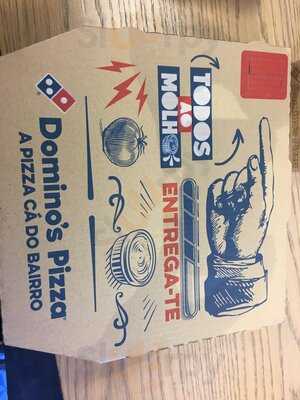 TODOS
AO
MOLHO
ENTREGA-TE
Domino's Pizza
A PIZZA CÁ DO BAIRRO